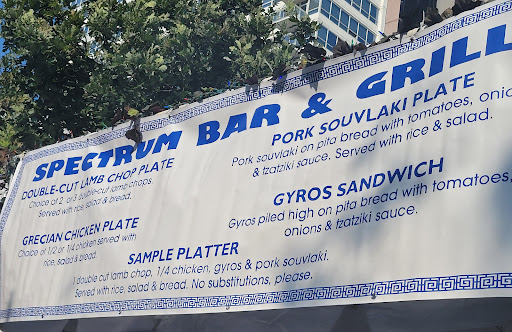 SPECTRUM BAR & GRILL
DOUBLE-CUT LAMB CHOP PLATE
Choice of 2 or 3 double-cut lamb chops.
Served with rice, salad & bread.
GRECIAN CHICKEN PLATE
Choice of 1/2 or 1/4 chicken served with
rice, salad & bread.
SAMPLE PLATTER
1 double cut lamb chop, 1/4 chicken, gyros & pork souvlaki.
Served with rice, salad & bread. No substitutions, please.
PORK SOUVLAKI PLATE
Pork souvlaki on pita bread with tomatoes, onio
& tzatziki sauce. Served with rice & salad.
GYROS SANDWICH
Gyros piled high on pita bread with tomatoes,
onions & tzatziki sauce.